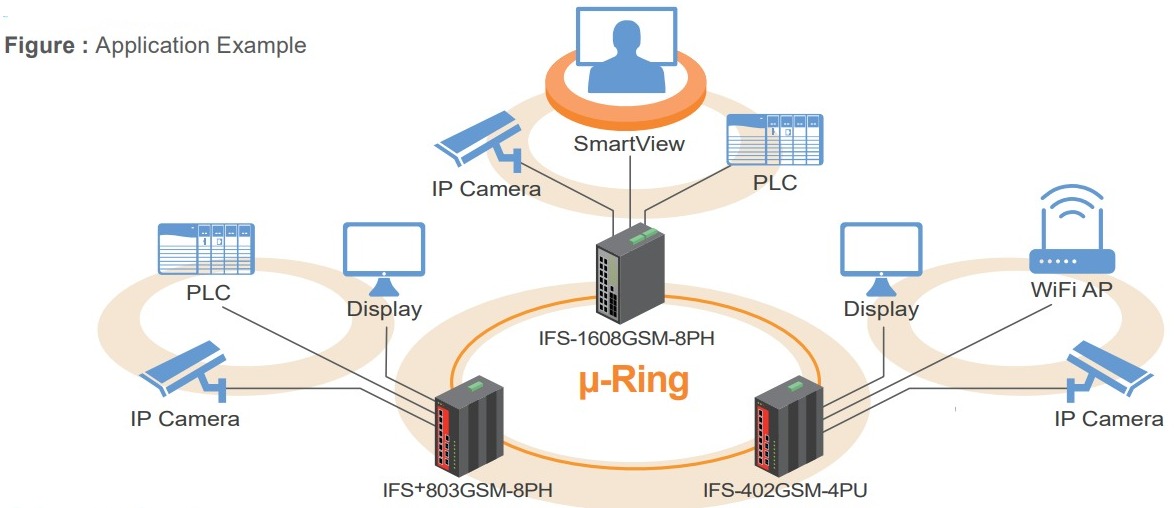 Figure : Application Example
SmartView
IP Camera
PLC
PLC
Display
Display
WiFi AP
IFS-1608GSM-8PH
µ-Ring
IP Camera
IP Camera
IFS+803GSM-8PH
IFS-402GSM-4PU